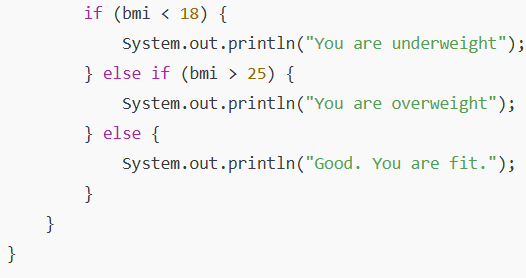 if (bmi < 18) {
System.out.println("You are underweight");
} else if (bmi > 25) {
System.out.println("You are overweight");
} else {
System.out.println("Good. You are fit.");
}
}
}